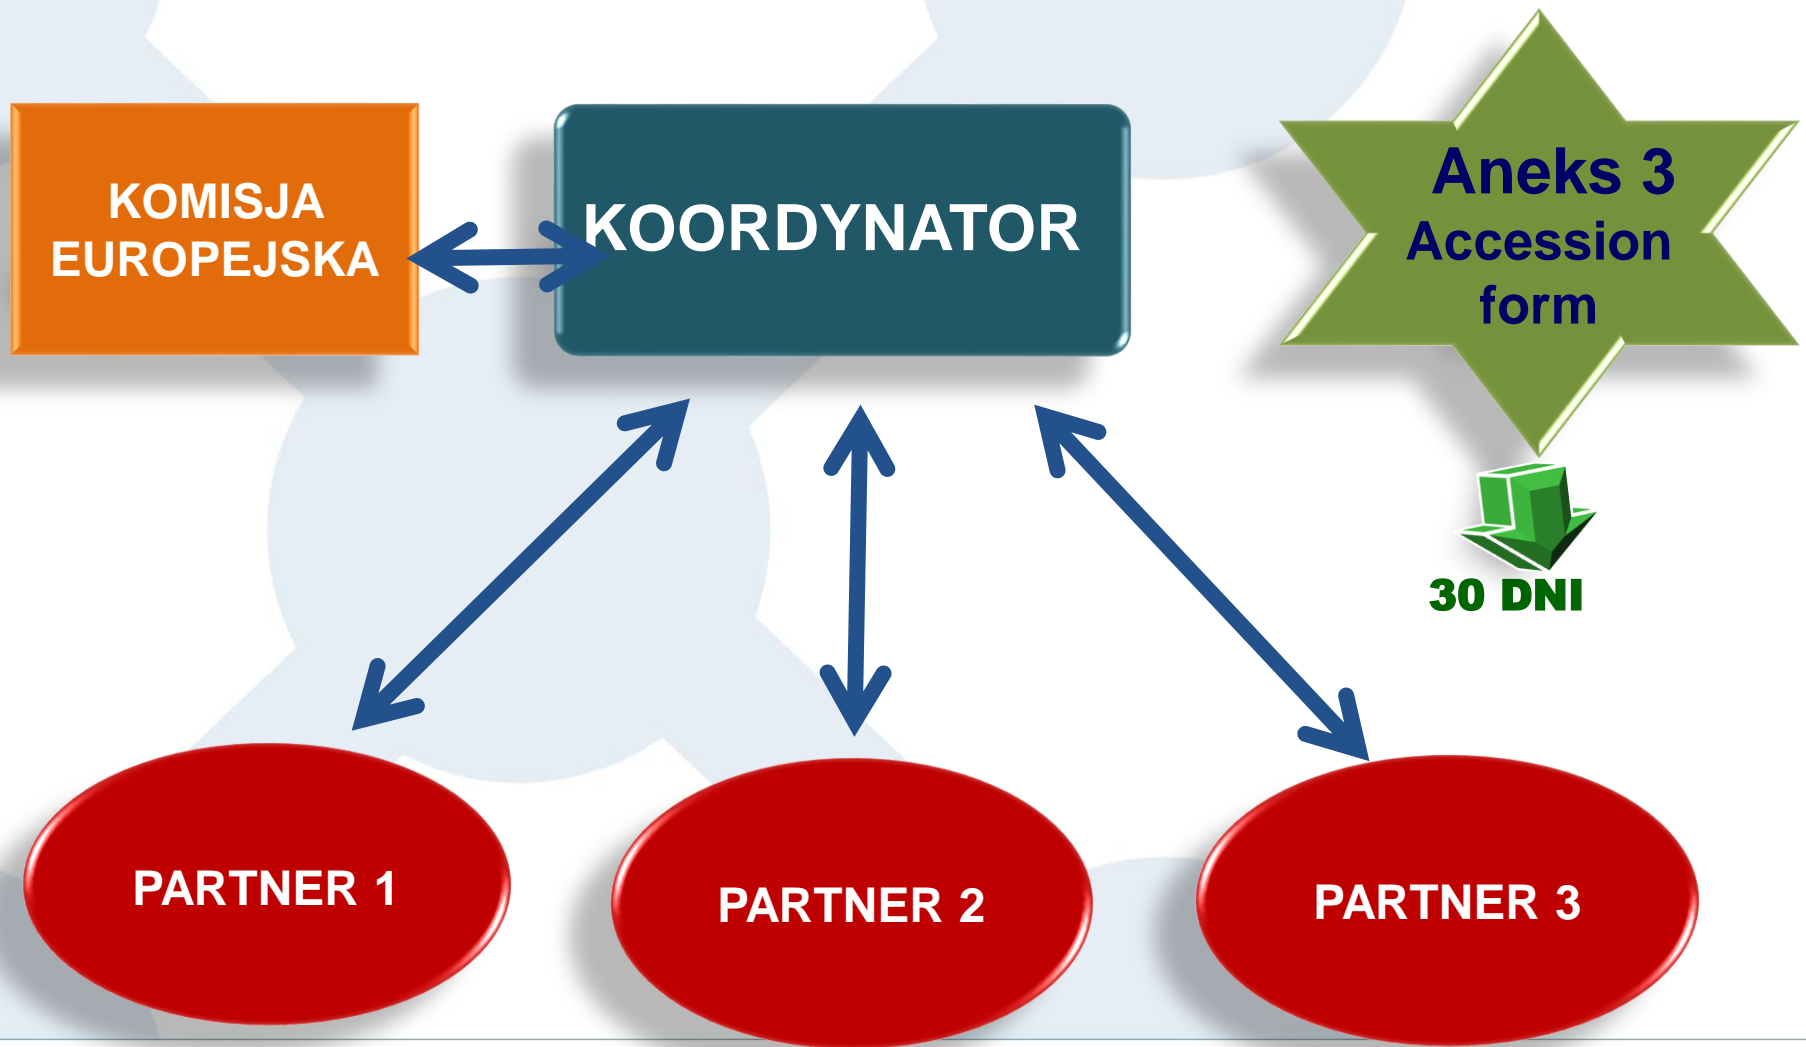 KOMISJA
EUROPEJSKA
KOORDYNATOR
Aneks 3
Accession
form
30 DNI
PARTNER 1
PARTNER 2
PARTNER 3